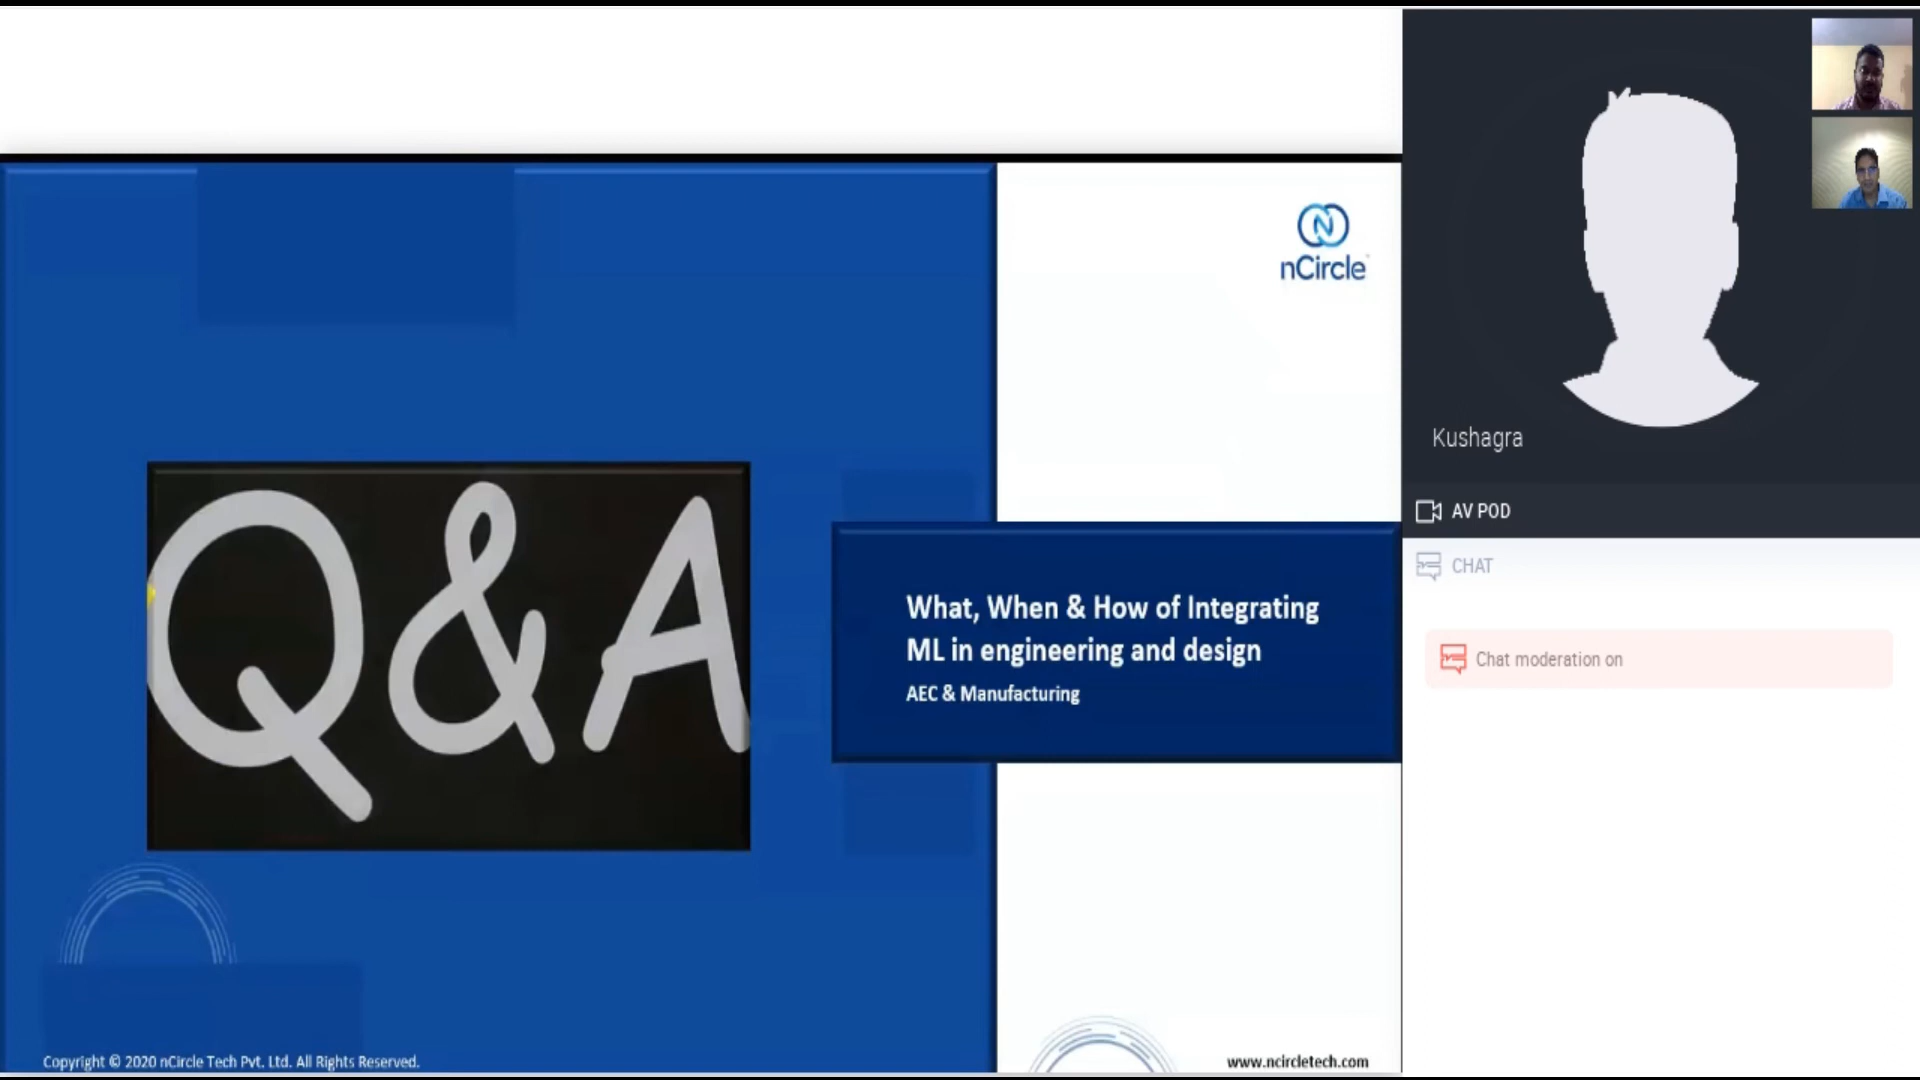 nCircle
Q&A
What, When & How of Integrating
ML in engineering and design
AEC & Manufacturing
Copyright © 2020 nCircle Tech Pvt. Ltd. All Rights Reserved.
www.ncircletech.com
Kushagra
AV POD
CHAT
Chat moderation on